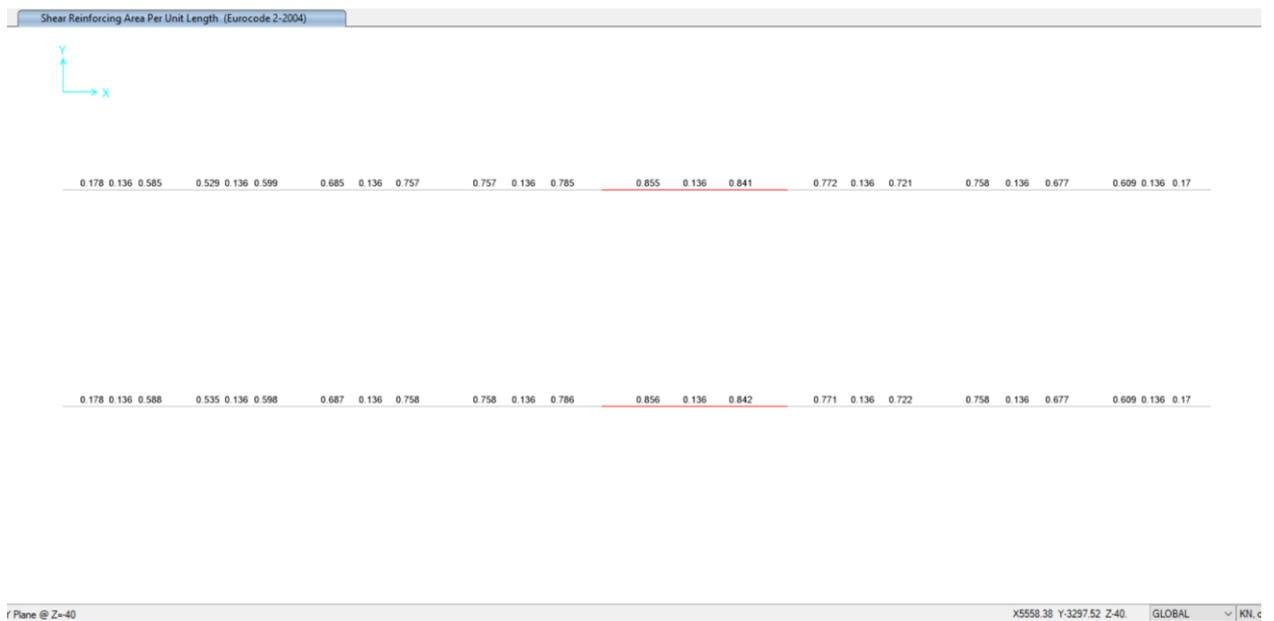 Shear Reinforcing Area Per Unit Length (Eurocode 2-2004)
Y
X
0.178 0.136 0.585 0.529 0.136 0.599 0.685 0.136 0.757 0.757 0.136 0.785 0.855 0.136 0.841 0.772 0.136 0.721 0.758 0.136 0.677 0.609 0.136 0.17
0.178 0.136 0.588 0.535 0.136 0.598 0.687 0.136 0.758 0.758 0.136 0.786 0.856 0.136 0.842 0.771 0.136 0.722 0.758 0.136 0.677 0.609 0.136 0.17
Y Plane @ Z=-40 X5558.38 Y-3297.52 Z-40. GLOBAL KN, c